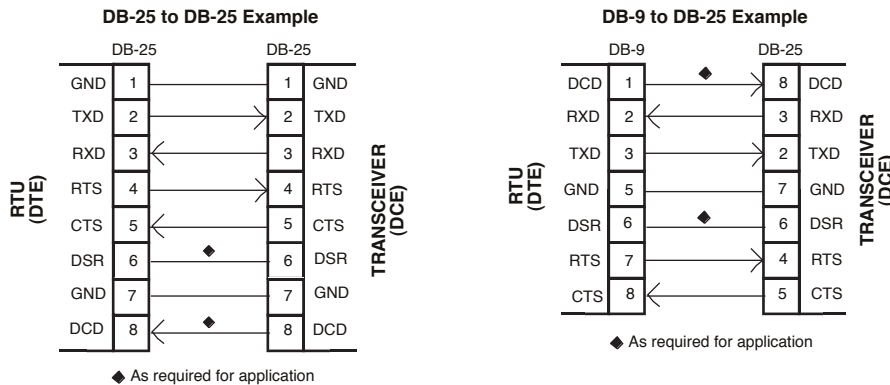 DB-25 to DB-25 Example
DB-25 DB-25
GND 1 1 GND
TXD 2 2 TXD
RXD 3 3 RXD
RTS 4 4 RTS
CTS 5 5 CTS
DSR 6 6 DSR
GND 7 7 GND
DCD 8 8 DCD
RTU
(DTE)
TRANSCEIVER
(DCE)
As required for application
DB-9 to DB-25 Example
DB-9 DB-25
DCD 1 8 DCD
RXD 2 3 RXD
TXD 3 2 TXD
GND 5 7 GND
DSR 6 6 DSR
RTS 7 4 RTS
CTS 8 5 CTS
RTU
(DTE)
TRANSCEIVER
(DCE)
As required for application